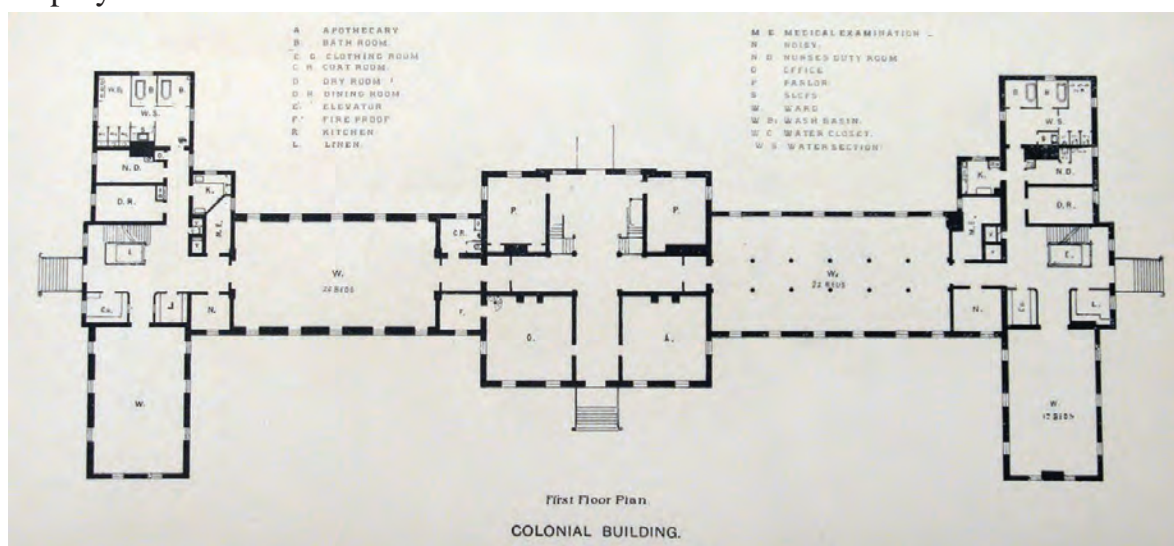 A APOTHECARY
B. BATH ROOM.
C G. CLOTHING ROOM
C R. COAT ROOM.
D. DRY ROOM
D. R. DINING ROOM.
E. ELEVATOR
F. FIRE PROOF
K. KITCHEN
L. LINEN.
M E MEDICAL EXAMINATION
N. NOISY.
N D NURSES DUTY ROOM
O OFFICE
P PARLOR
S SLOPS
W. WARD
W B. WASH BASIN.
W C WATER CLOSET.
W. S WATER SECTION
W.B. B. B.
W.S.
N.D.
K.
D.R.
M.E.
E.
L.
N.
W.
22 BEDS
W.
C.R.
F.
P.
P.
O.
A.
W.
22 BEDS
D. B.
W.S.
K.
N.D.
D.R.
M.E.
E.
N.
L.
W.
First Floor Plan.
COLONIAL BUILDING.